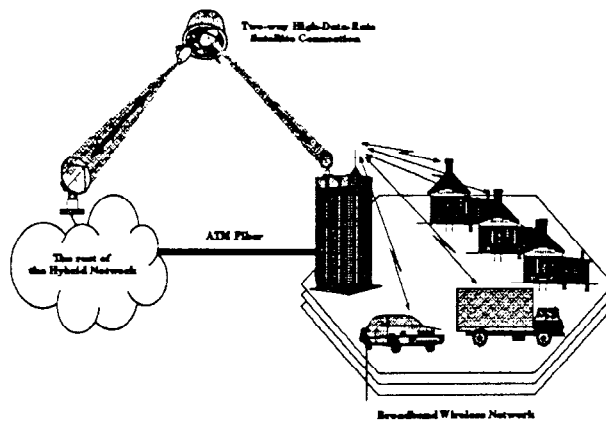 Two-way High-Data-Rate
Satellite Connection
ATM Fiber
The rest of
the Hybrid Network
Broadband Wireless Network